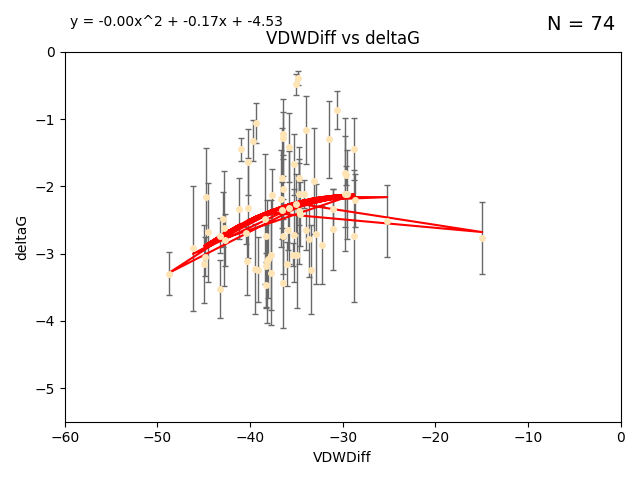 y = -0.00x^2 + -0.17x + -4.53
N = 74
VDWDiff vs deltaG
0
−1
−2
−3
−4
−5
deltaG
−60 −50 −40 −30 −20 −10 0
VDWDiff